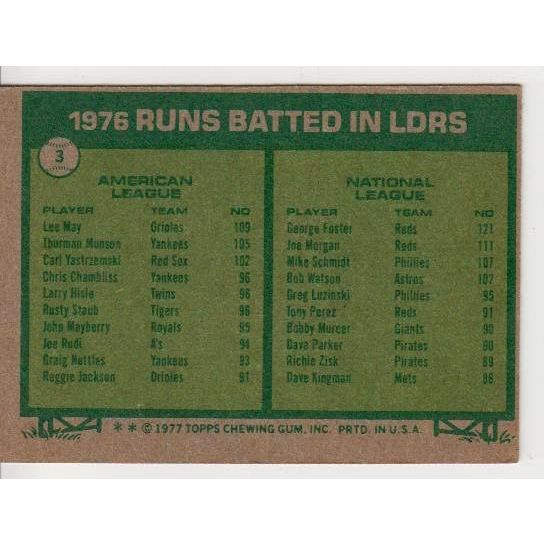 1976 RUNS BATTED IN LDRS
3
AMERICAN
LEAGUE
PLAYER TEAM NO
Lee May Orioles 109
Thurman Munson Yankees 105
Carl Yastrzemski Red Sox 102
Chris Chambliss Yankees 96
Larry Hisle Twins 96
Rusty Staub Tigers 96
John Mayberry Royals 95
Joe Rudi A's 94
Graig Nettles Yankees 93
Reggie Jackson Orioles 91
NATIONAL
LEAGUE
PLAYER TEAM NO
George Foster Reds 121
Joe Morgan Reds 111
Mike Schmidt Phillies 107
Bob Watson Astros 102
Greg Luzinski Phillies 95
Tony Perez Reds 91
Bobby Murcer Giants 90
Dave Parker Pirates 90
Richie Zisk Pirates 89
Dave Kingman Mets 86
** © 1977 TOPPS CHEWING GUM, INC. PRTD. IN U.S.A.